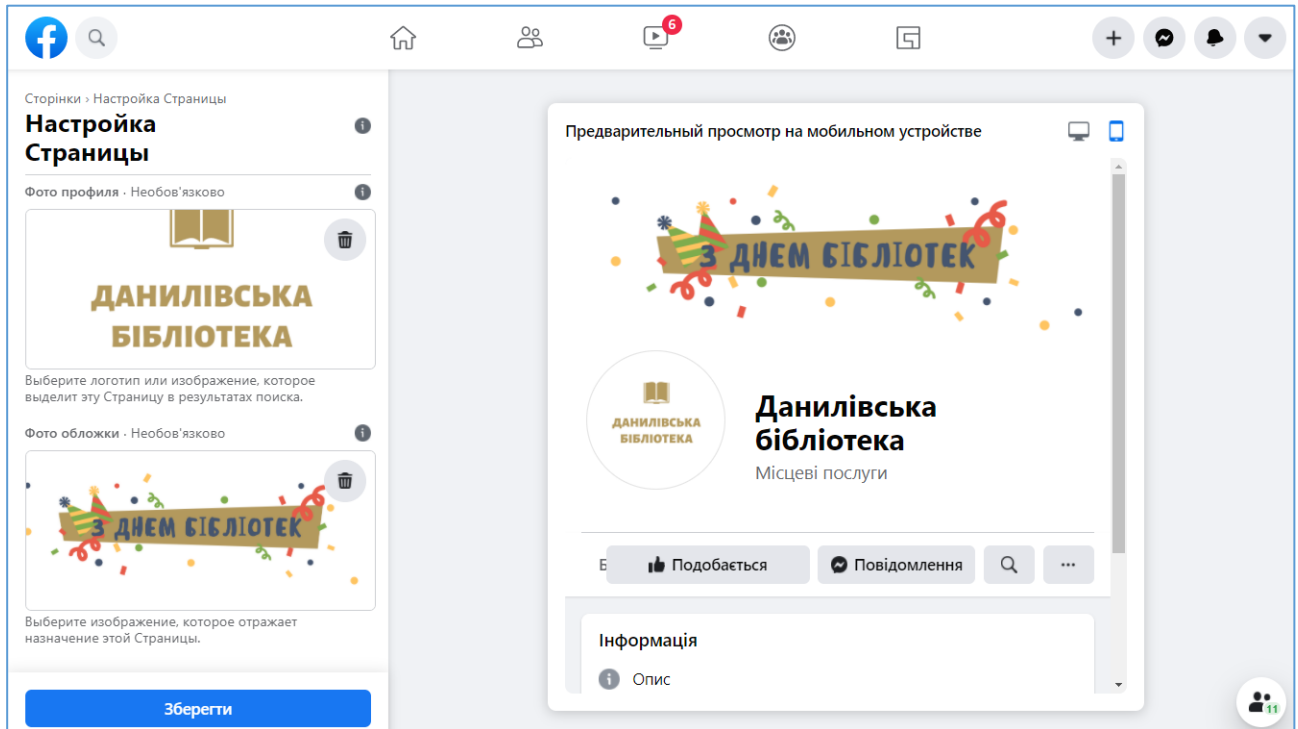 6
Сторінки › Настройка Страницы
Настройка
Страницы
Фото профиля · Необов'язково
ДАНИЛІВСЬКА
БІБЛІОТЕКА
Выберите логотип или изображение, которое
выделит эту Страницу в результатах поиска.
Фото обложки · Необов'язково
З ДНЕМ БІБЛІОТЕК
Выберите изображение, которое отражает
назначение этой Страницы.
Зберегти
Предварительный просмотр на мобильном устройстве
З ДНЕМ БІБЛІОТЕК
ДАНИЛІВСЬКА
БІБЛІОТЕКА
Данилівська
бібліотека
Місцеві послуги
Подобається Повідомлення
Інформація
Опис
11